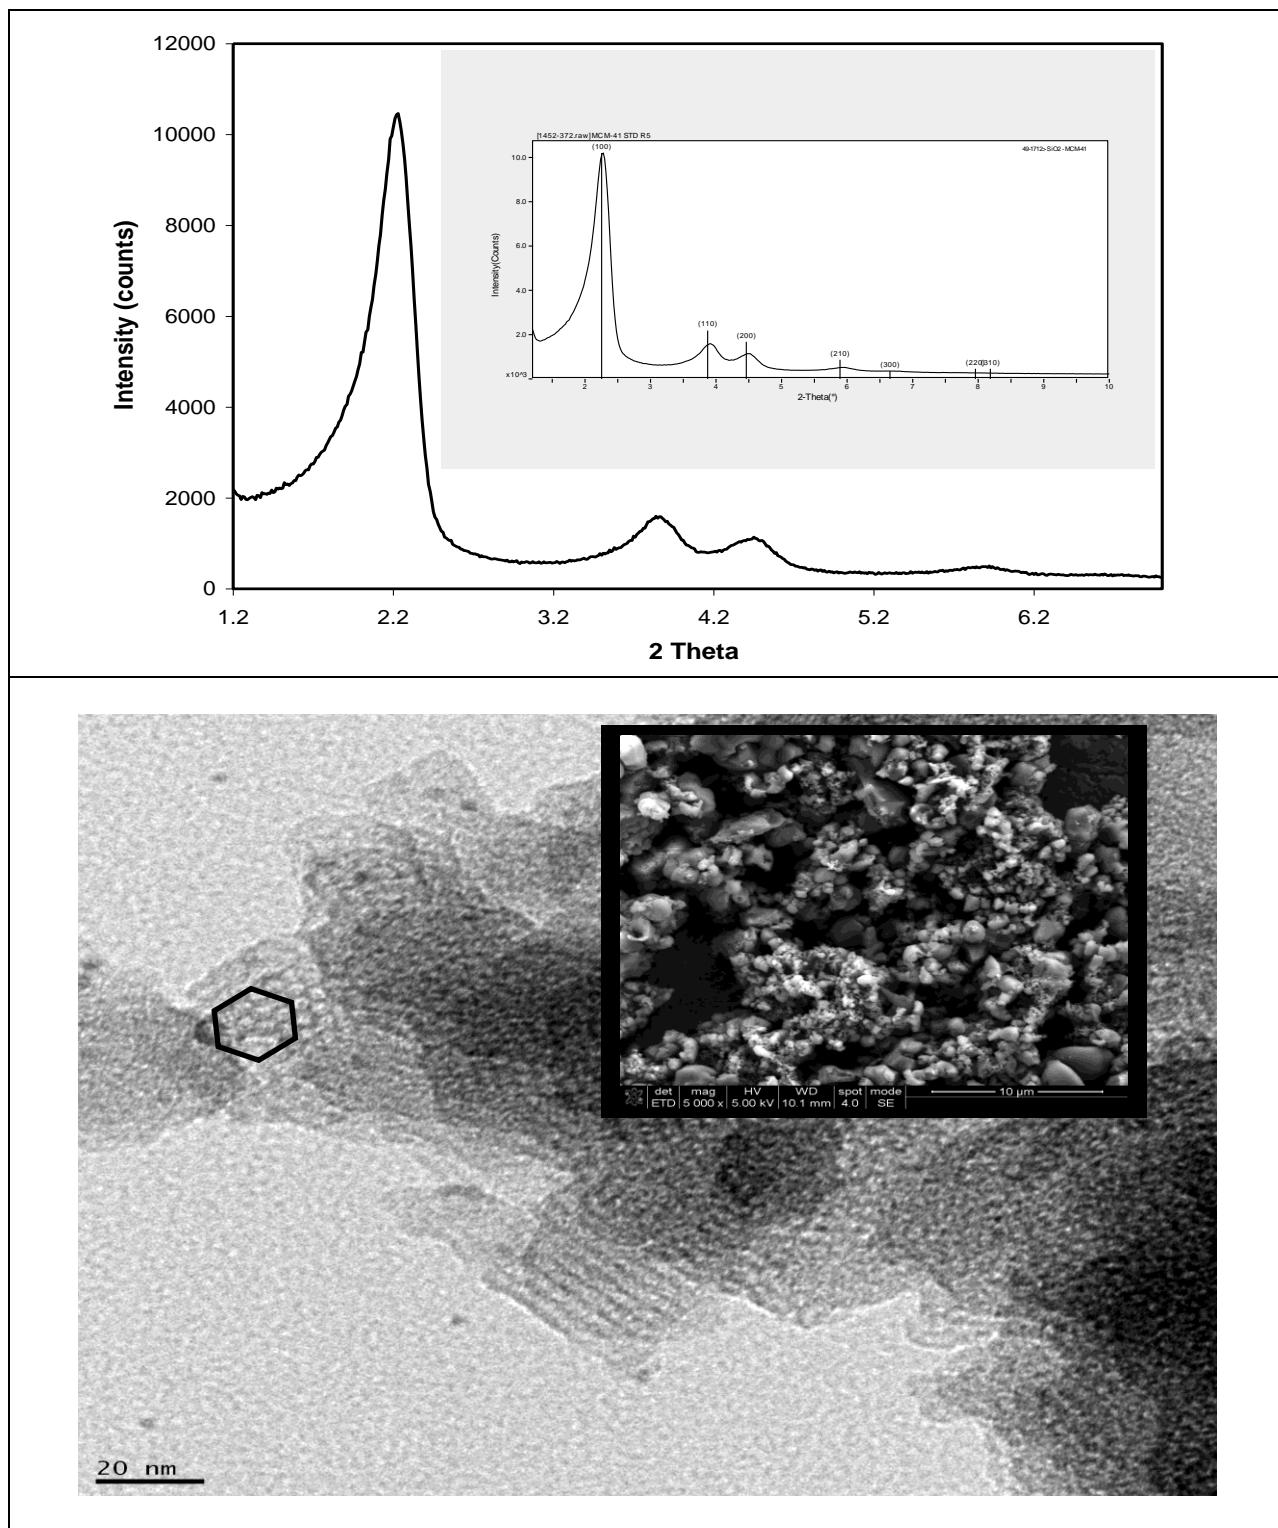 12000
10000
8000
6000
4000
2000
0
Intensity (counts)
1.2 2.2 3.2 4.2 5.2 6.2
2 Theta
[1452-372.raw] MCM-41 STD R5
49-1712> SiO2 - MCM-41
(100)
(110)
(200)
(210)
(300)
(220)
(310)
10.0
8.0
6.0
4.0
2.0
x10^3
Intensity(Counts)
2 3 4 5 6 7 8 9 10
2-Theta(°)
det mag HV WD spot mode
ETD 5 000 x 5.00 kV 10.1 mm 4.0 SE
10 µm
20 nm